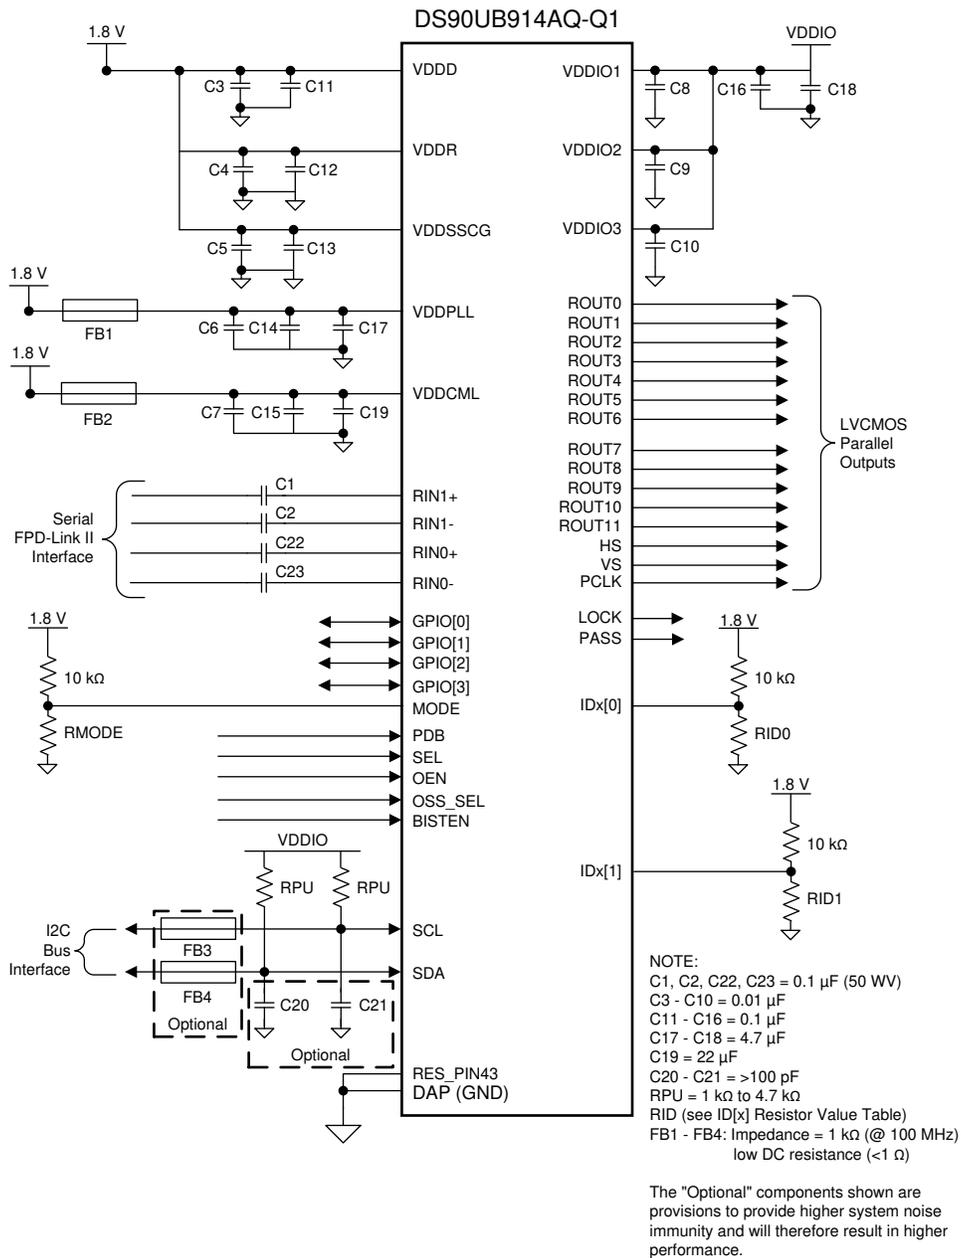 DS90UB914AQ-Q1
1.8 V
VDDIO
VDDD
VDDIO1
C3
C11
C8
C16
C18
VDDR
VDDIO2
C4
C12
C9
VDDSSCG
VDDIO3
C5
C13
C10
1.8 V
FB1
VDDPLL
C6
C14
C17
1.8 V
FB2
VDDCML
C7
C15
C19
ROUT0
ROUT1
ROUT2
ROUT3
ROUT4
ROUT5
ROUT6
ROUT7
ROUT8
ROUT9
ROUT10
ROUT11
HS
VS
PCLK
LVCMOS
Parallel
Outputs
Serial
FPD-Link II
Interface
C1
RIN1+
C2
RIN1-
C22
RIN0+
C23
RIN0-
GPIO[0]
GPIO[1]
GPIO[2]
GPIO[3]
LOCK
PASS
1.8 V
10 kΩ
RMODE
MODE
1.8 V
10 kΩ
IDx[0]
RID0
PDB
SEL
OEN
OSS_SEL
BISTEN
1.8 V
10 kΩ
IDx[1]
RID1
VDDIO
RPU
RPU
I2C
Bus
Interface
FB3
SCL
FB4
SDA
Optional
C20
C21
Optional
RES_PIN43
DAP (GND)
NOTE:
C1, C2, C22, C23 = 0.1 µF (50 WV)
C3 - C10 = 0.01 µF
C11 - C16 = 0.1 µF
C17 - C18 = 4.7 µF
C19 = 22 µF
C20 - C21 = >100 pF
RPU = 1 kΩ to 4.7 kΩ
RID (see ID[x] Resistor Value Table)
FB1 - FB4: Impedance = 1 kΩ (@ 100 MHz)
low DC resistance (<1 Ω)
The "Optional" components shown are
provisions to provide higher system noise
immunity and will therefore result in higher
performance.